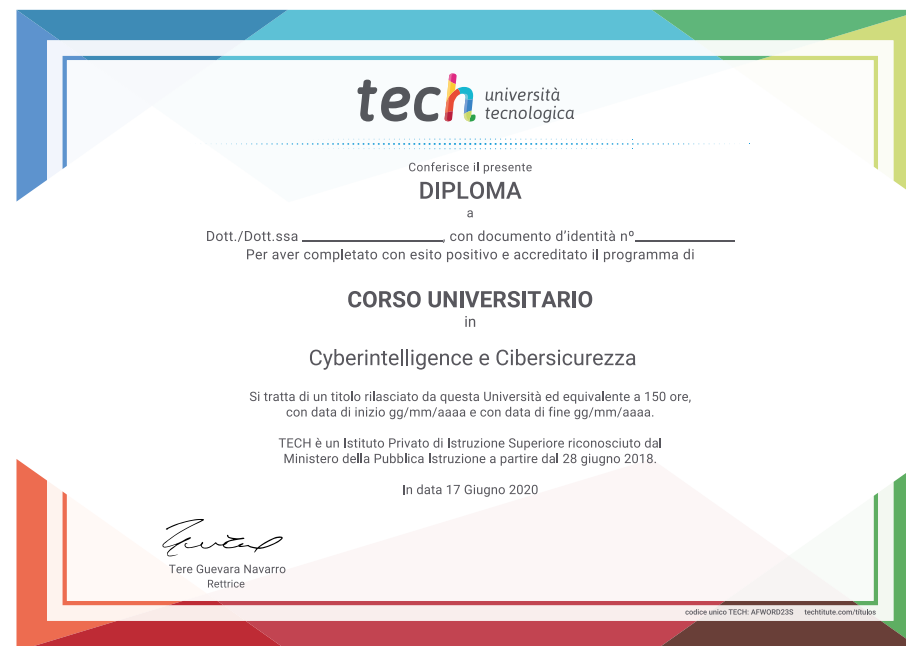 tech università
tecnologica
Conferisce il presente
DIPLOMA
a
Dott./Dott.ssa ____________________, con documento d'identità nº______________
Per aver completato con esito positivo e accreditato il programma di
CORSO UNIVERSITARIO
in
Cyberintelligence e Cibersicurezza
Si tratta di un titolo rilasciato da questa Università ed equivalente a 150 ore,
con data di inizio gg/mm/aaaa e con data di fine gg/mm/aaaa.
TECH è un Istituto Privato di Istruzione Superiore riconosciuto dal
Ministero della Pubblica Istruzione a partire dal 28 giugno 2018.
In data 17 Giugno 2020
Tere Guevara Navarro
Rettrice
codice unico TECH: AFWORD23S techtitute.com/títulos